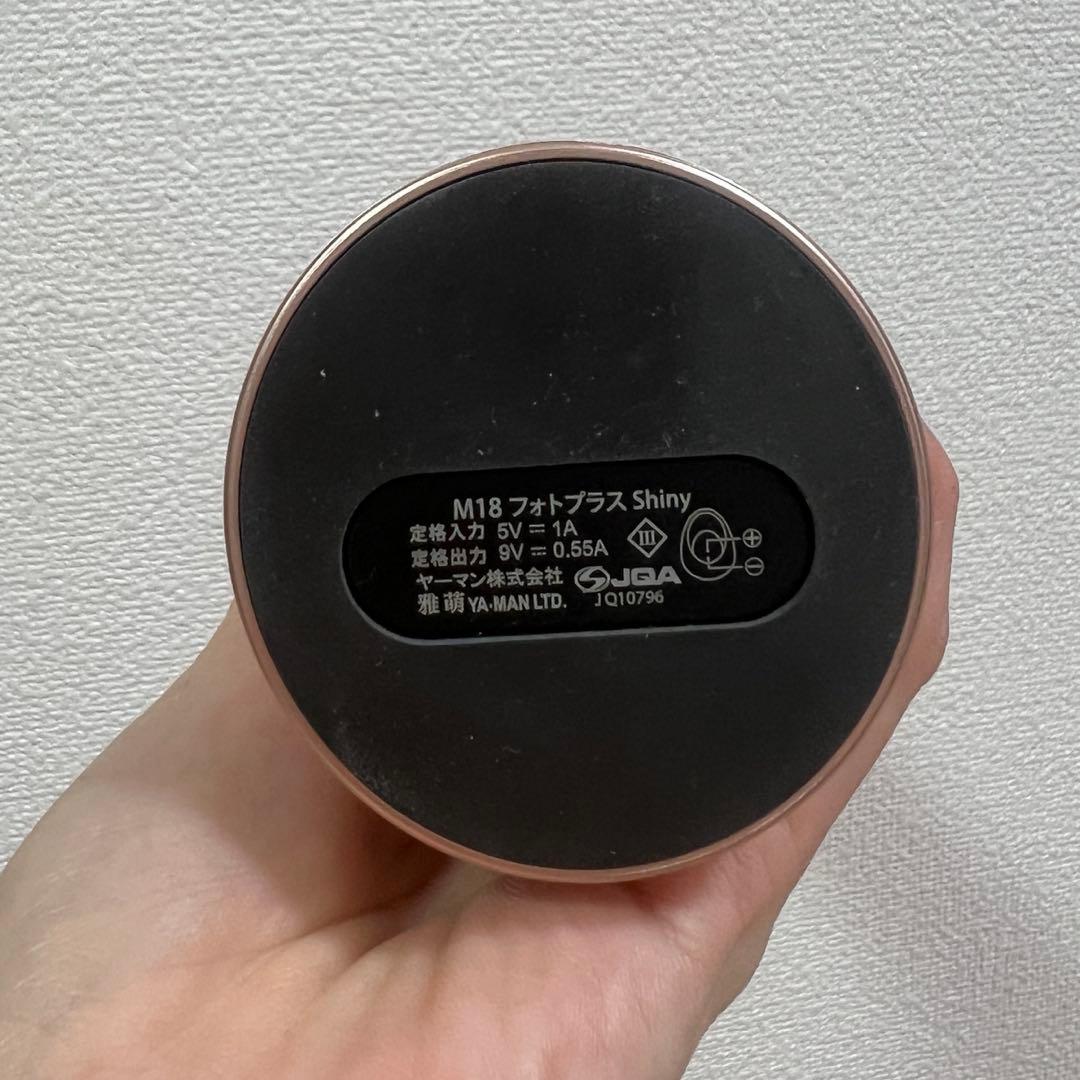 M18 フォトプラス Shiny
定格入力 5V ⎓ 1A
定格出力 9V ⎓ 0.55A
III
D
⊕
⊖
ヤーマン株式会社
JQA
雅萌 YA-MAN LTD.
JQ10796